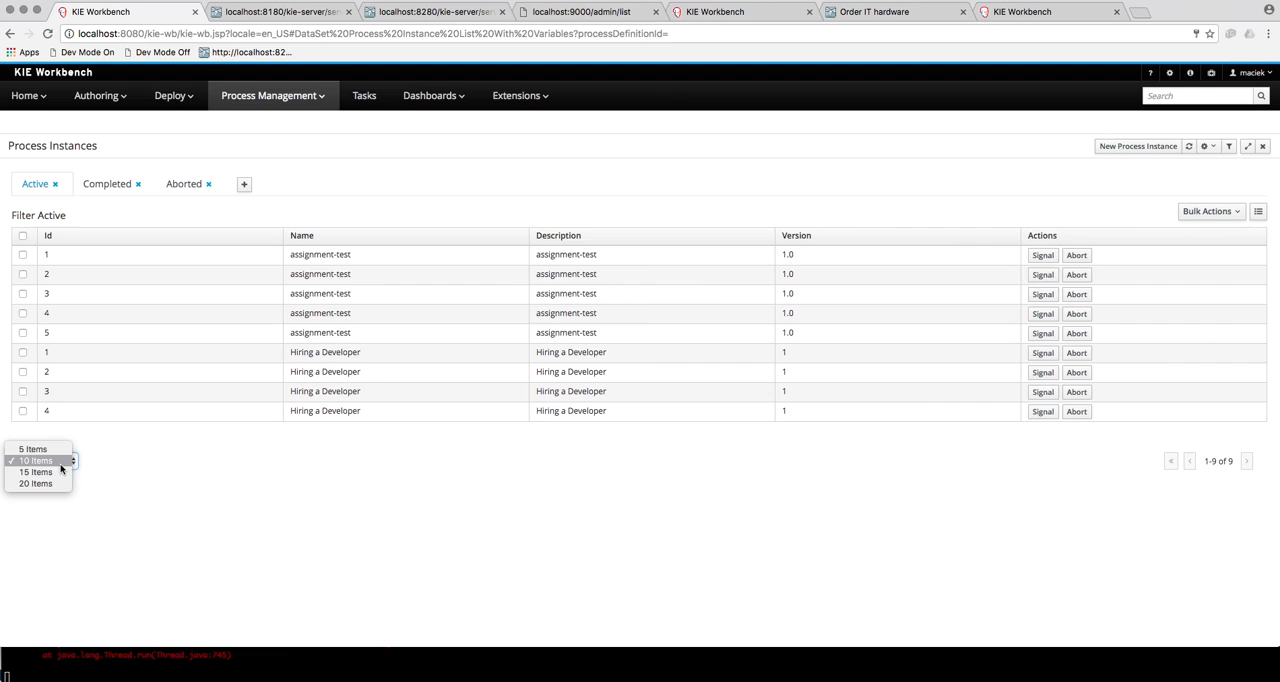 KIE Workbench
localhost:8180/kie-server/ser
localhost:8280/kie-server/ser
localhost:9000/admin/list
KIE Workbench
Order IT hardware
KIE Workbench
localhost:8080/kie-wb/kie-wb.jsp?locale=en_US#DataSet%20Process%20Instance%20List%20With%20Variables?processDefinitionId=
Apps Dev Mode On Dev Mode Off http://localhost:82...
KIE Workbench
? maciek
Home Authoring Deploy Process Management Tasks Dashboards Extensions Search
Process Instances New Process Instance
Active × Completed × Aborted × +
Filter Active Bulk Actions
Id Name Description Version Actions
1 assignment-test assignment-test 1.0 Signal Abort
2 assignment-test assignment-test 1.0 Signal Abort
3 assignment-test assignment-test 1.0 Signal Abort
4 assignment-test assignment-test 1.0 Signal Abort
5 assignment-test assignment-test 1.0 Signal Abort
1 Hiring a Developer Hiring a Developer 1 Signal Abort
2 Hiring a Developer Hiring a Developer 1 Signal Abort
3 Hiring a Developer Hiring a Developer 1 Signal Abort
4 Hiring a Developer Hiring a Developer 1 Signal Abort
5 Items
✓ 10 Items
15 Items
20 Items
« ‹ 1-9 of 9 ›
at java.lang.Thread.run(Thread.java:745)